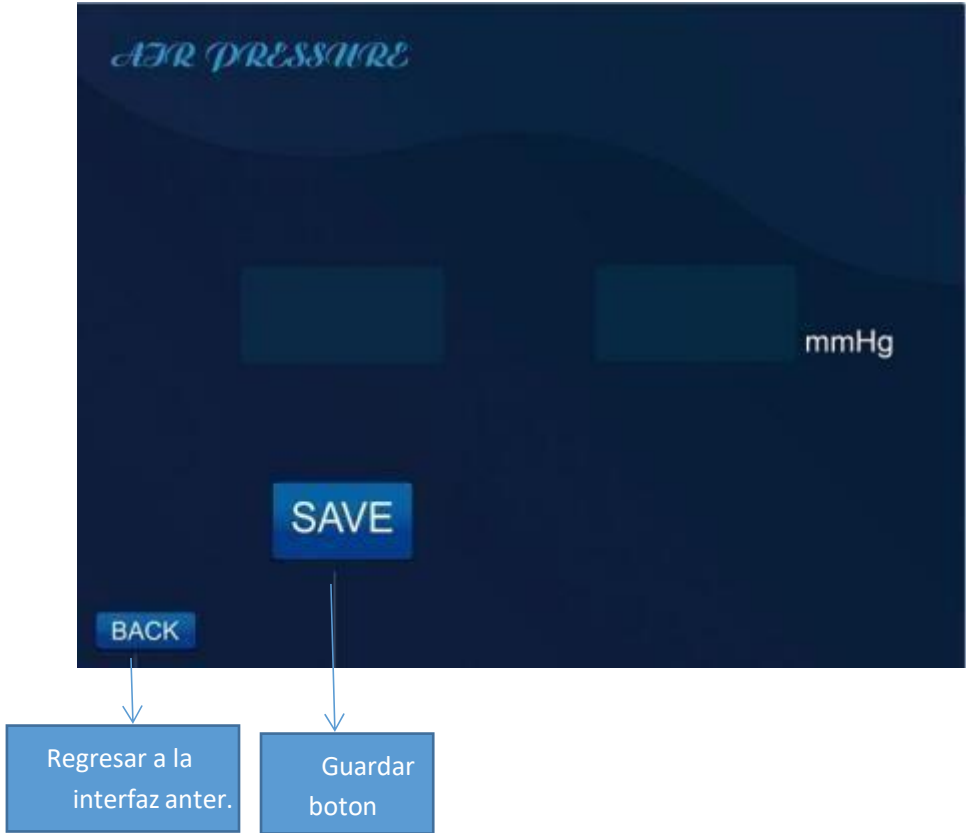 AIR PRESSURE
mmHg
SAVE
BACK
Regresar a la
interfaz anter.
Guardar
boton